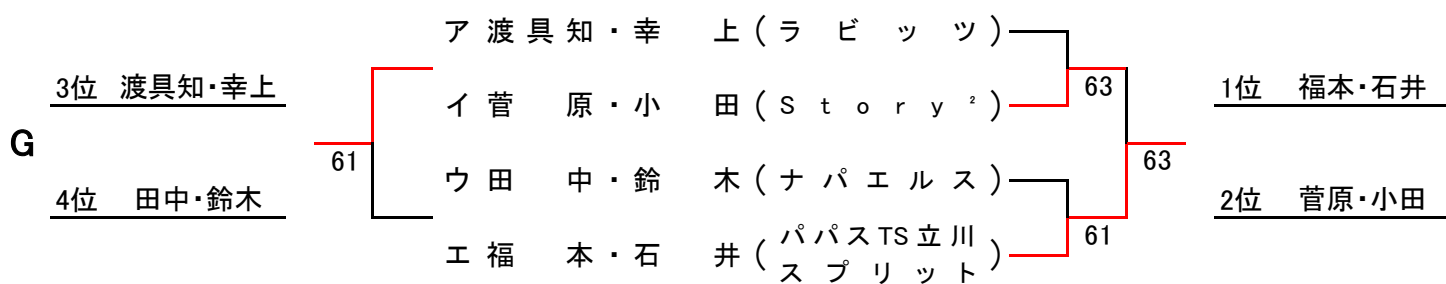 ア 渡具知・幸上(ラビッツ)
3位 渡具知・幸上
63
1位 福本・石井
イ 菅原・小田(Story²)
G
61
63
ウ 田中・鈴木(ナパエルス)
4位 田中・鈴木
2位 菅原・小田
61
エ 福本・石井(パパスTS立川
スプリット)